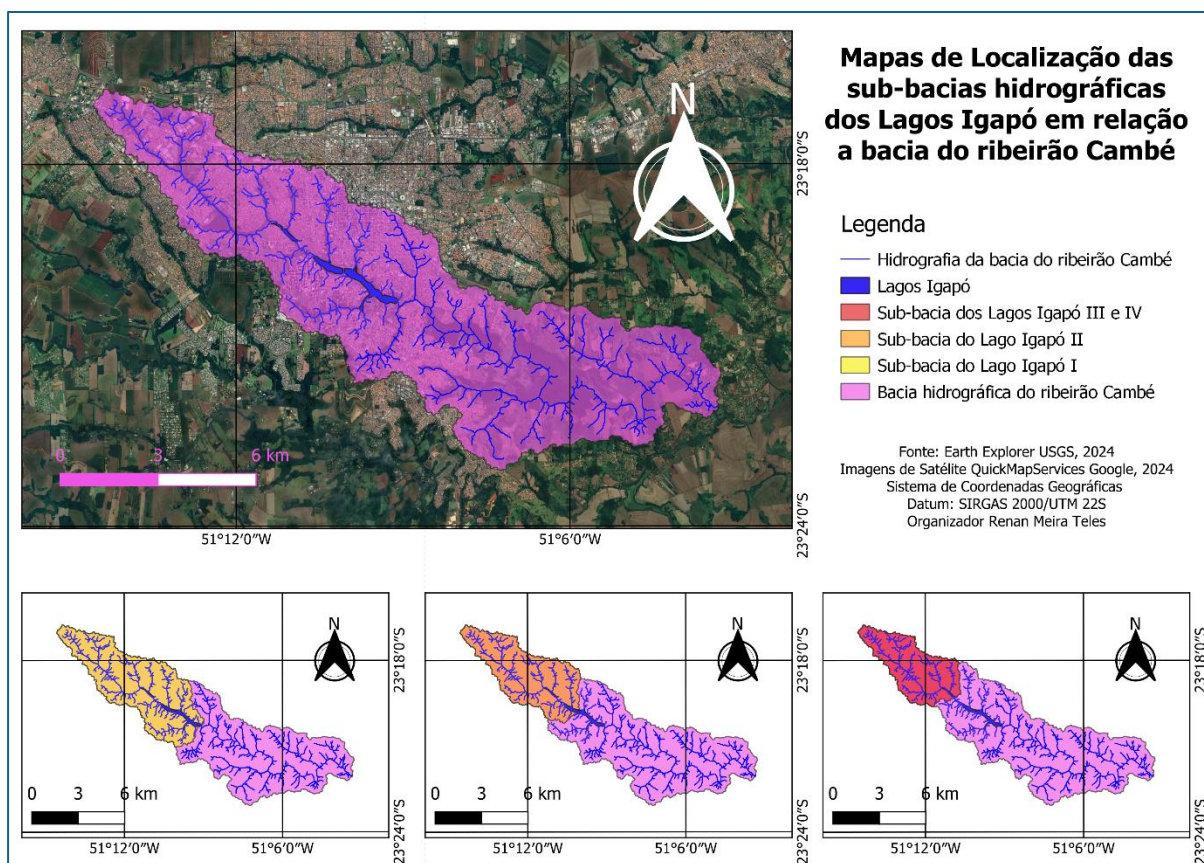 Mapas de Localização das
sub-bacias hidrográficas
dos Lagos Igapó em relação
a bacia do ribeirão Cambé
N
23°18'0"S
23°24'0"S
0 3 6 km
51°12'0"W 51°6'0"W
Legenda
Hidrografia da bacia do ribeirão Cambé
Lagos Igapó
Sub-bacia dos Lagos Igapó III e IV
Sub-bacia do Lago Igapó II
Sub-bacia do Lago Igapó I
Bacia hidrográfica do ribeirão Cambé
Fonte: Earth Explorer USGS, 2024
Imagens de Satélite QuickMapServices Google, 2024
Sistema de Coordenadas Geográficas
Datum: SIRGAS 2000/UTM 22S
Organizador Renan Meira Teles
N
23°18'0"S
0 3 6 km
23°24'0"S
51°12'0"W 51°6'0"W
N
23°18'0"S
0 3 6 km
23°24'0"S
51°12'0"W 51°6'0"W
N
23°18'0"S
0 3 6 km
23°24'0"S
51°12'0"W 51°6'0"W